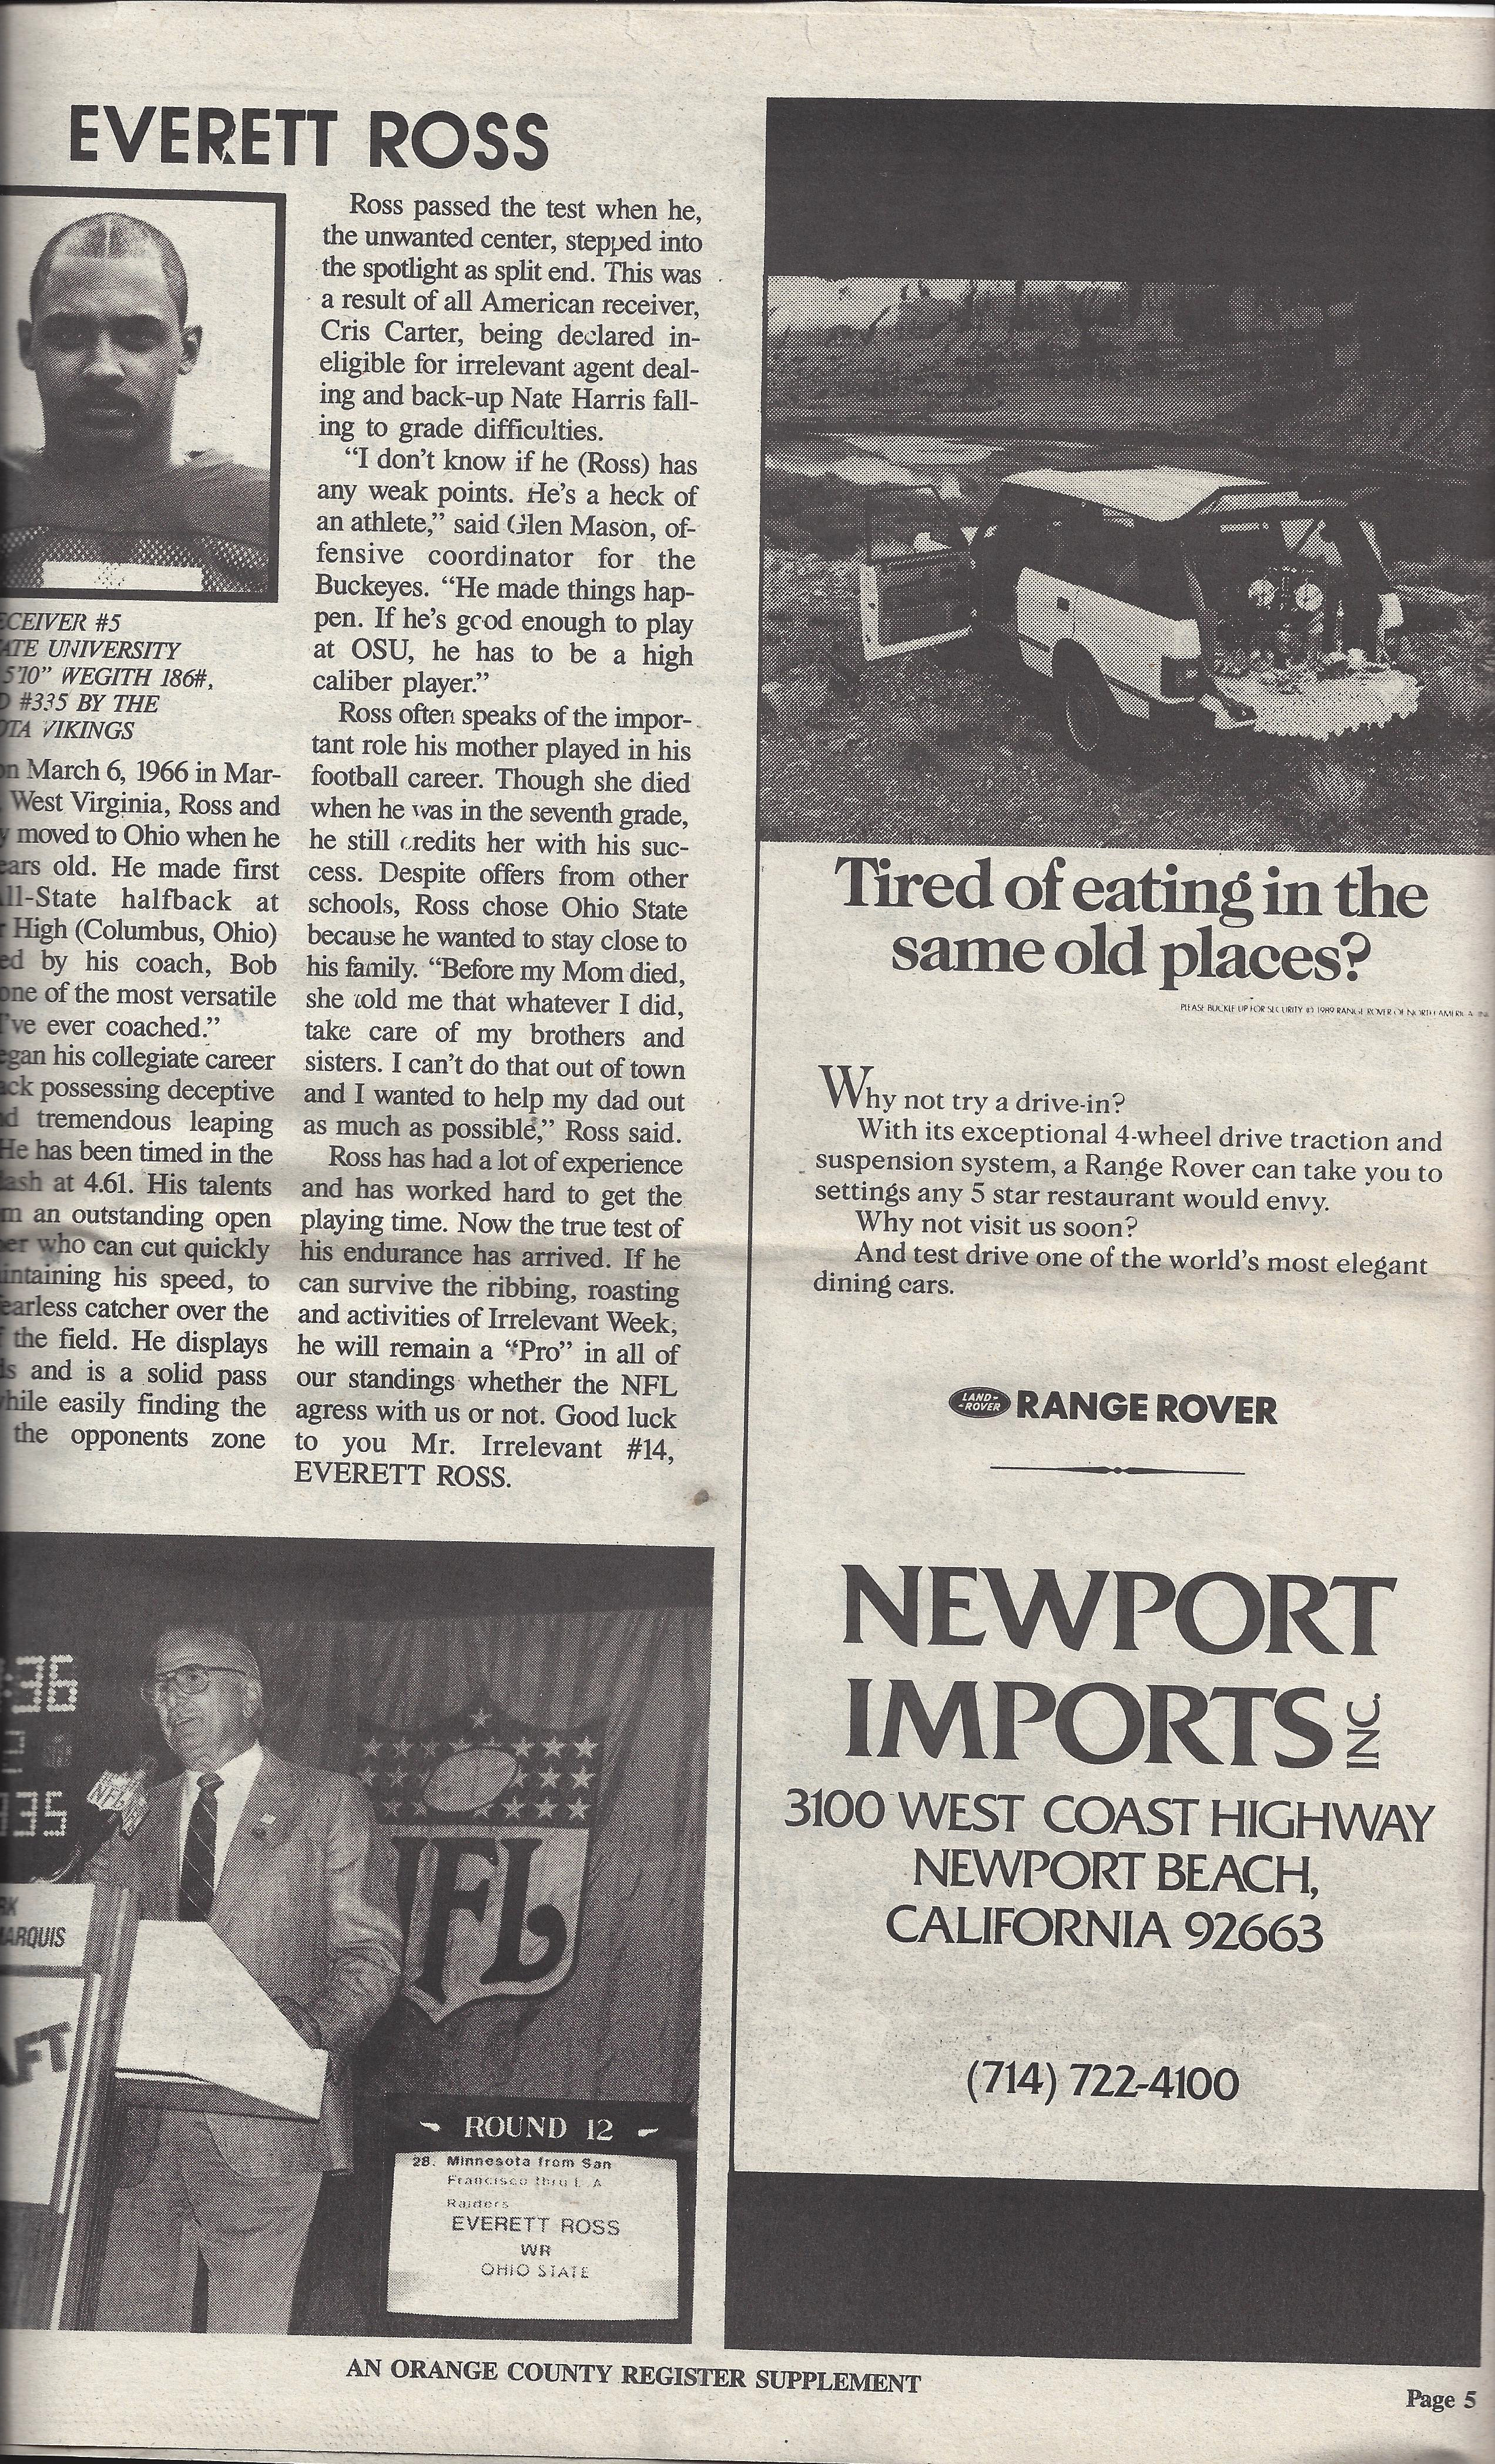 EVERETT ROSS
CEIVER #5
ATE UNIVERSITY
5'10" WEGITH 186#,
#335 BY THE
OTA VIKINGS
on March 6, 1966 in Mar-
West Virginia, Ross and
y moved to Ohio when he
ears old. He made first
ll-State halfback at
High (Columbus, Ohio)
ed by his coach, Bob
one of the most versatile
I've ever coached."
egan his collegiate career
ack possessing deceptive
d tremendous leaping
He has been timed in the
ash at 4.61. His talents
m an outstanding open
er who can cut quickly
intaining his speed, to
earless catcher over the
the field. He displays
ls and is a solid pass
while easily finding the
the opponents zone
Ross passed the test when he,
the unwanted center, stepped into
the spotlight as split end. This was
a result of all American receiver,
Cris Carter, being declared in-
eligible for irrelevant agent deal-
ing and back-up Nate Harris fall-
ing to grade difficulties.
"I don't know if he (Ross) has
any weak points. He's a heck of
an athlete," said Glen Mason, of-
fensive coordinator for the
Buckeyes. "He made things hap-
pen. If he's good enough to play
at OSU, he has to be a high
caliber player."
Ross often speaks of the impor-
tant role his mother played in his
football career. Though she died
when he was in the seventh grade,
he still credits her with his suc-
cess. Despite offers from other
schools, Ross chose Ohio State
because he wanted to stay close to
his family. "Before my Mom died,
she told me that whatever I did,
take care of my brothers and
sisters. I can't do that out of town
and I wanted to help my dad out
as much as possible," Ross said.
Ross has had a lot of experience
and has worked hard to get the
playing time. Now the true test of
his endurance has arrived. If he
can survive the ribbing, roasting
and activities of Irrelevant Week,
he will remain a "Pro" in all of
our standings whether the NFL
agress with us or not. Good luck
to you Mr. Irrelevant #14,
EVERETT ROSS.
:36
335
NFL
RK
MARQUIS
AFT
NFL
ROUND 12
28. Minnesota from San
Francisco thru L.A.
Raiders
EVERETT ROSS
WR
OHIO STATE
Tired of eating in the
same old places?
PLEASE BUCKLE UP FOR SECURITY © 1989 RANGE ROVER OF NORTH AMERICA
Why not try a drive-in?
With its exceptional 4-wheel drive traction and
suspension system, a Range Rover can take you to
settings any 5 star restaurant would envy.
Why not visit us soon?
And test drive one of the world's most elegant
dining cars.
LAND-
-ROVER
RANGE ROVER
NEWPORT
IMPORTS INC.
3100 WEST COAST HIGHWAY
NEWPORT BEACH,
CALIFORNIA 92663
(714) 722-4100
AN ORANGE COUNTY REGISTER SUPPLEMENT
Page 5